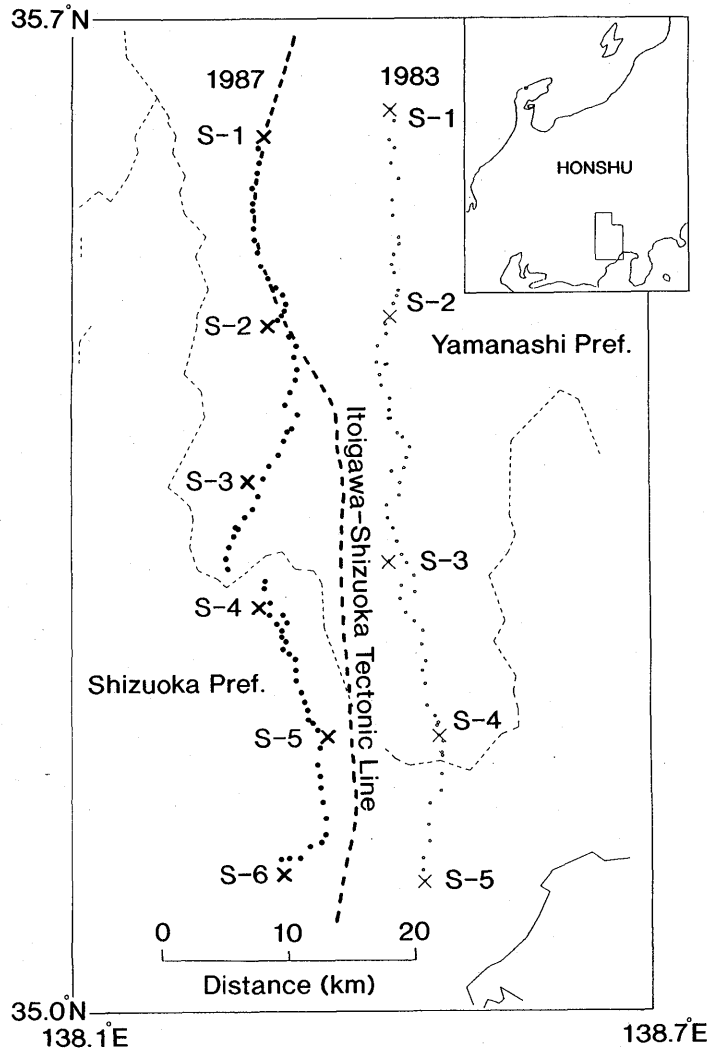 35.7°N
1987
1983
S-1
S-1
HONSHU
S-2
S-2
Yamanashi Pref.
Itoigawa-Shizuoka Tectonic Line
S-3
S-3
S-4
Shizuoka Pref.
S-4
S-5
S-6
S-5
0 10 20
Distance (km)
35.0°N
138.1°E
138.7°E